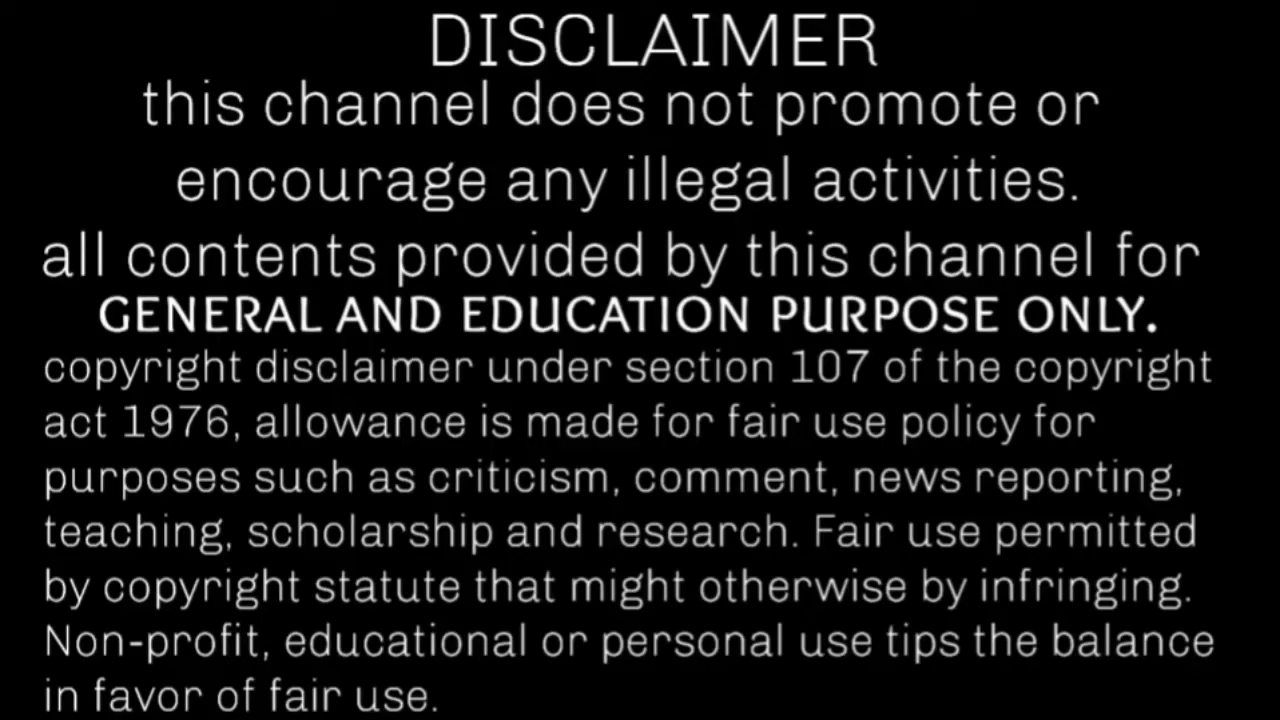 DISCLAIMER
this channel does not promote or
encourage any illegal activities.
all contents provided by this channel for
GENERAL AND EDUCATION PURPOSE ONLY.
copyright disclaimer under section 107 of the copyright
act 1976, allowance is made for fair use policy for
purposes such as criticism, comment, news reporting,
teaching, scholarship and research. Fair use permitted
by copyright statute that might otherwise by infringing.
Non-profit, educational or personal use tips the balance
in favor of fair use.